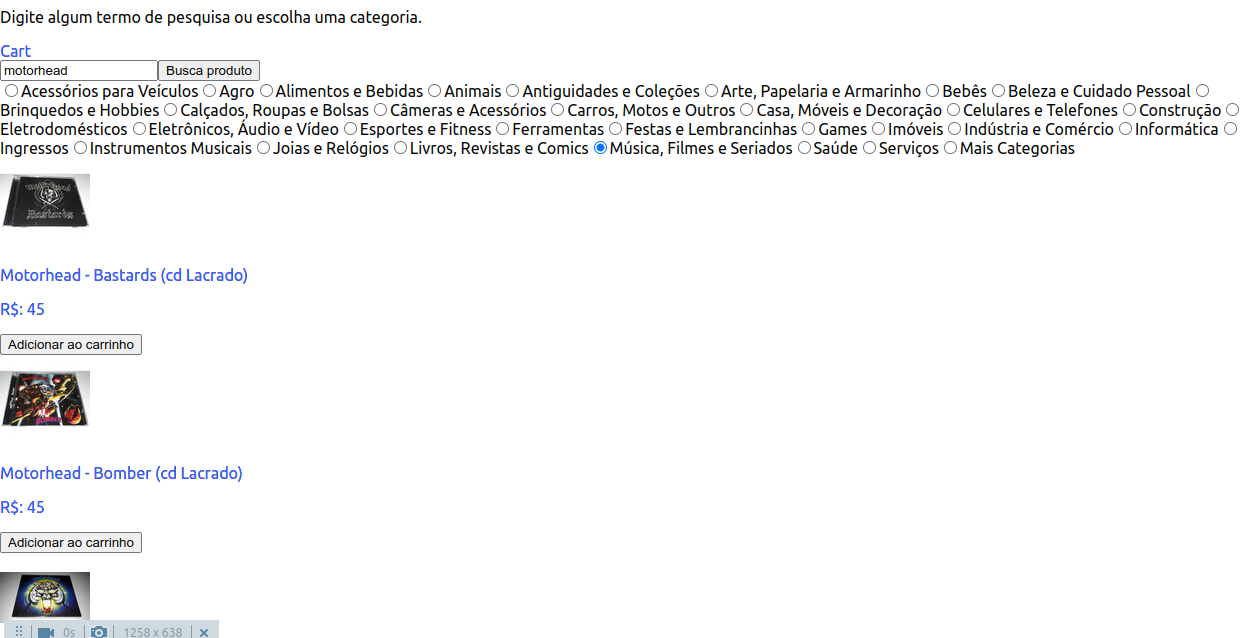 Digite algum termo de pesquisa ou escolha uma categoria.
Cart
motorhead Busca produto
Acessórios para Veículos Agro Alimentos e Bebidas Animais Antiguidades e Coleções Arte, Papelaria e Armarinho Bebês Beleza e Cuidado Pessoal
Brinquedos e Hobbies Calçados, Roupas e Bolsas Câmeras e Acessórios Carros, Motos e Outros Casa, Móveis e Decoração Celulares e Telefones Construção
Eletrodomésticos Eletrônicos, Áudio e Vídeo Esportes e Fitness Ferramentas Festas e Lembrancinhas Games Imóveis Indústria e Comércio Informática
Ingressos Instrumentos Musicais Joias e Relógios Livros, Revistas e Comics Música, Filmes e Seriados Saúde Serviços Mais Categorias
Motorhead
Bastards
Motorhead - Bastards (cd Lacrado)
R$: 45
Adicionar ao carrinho
Motorhead - Bomber (cd Lacrado)
R$: 45
Adicionar ao carrinho
0s 1258 x 638